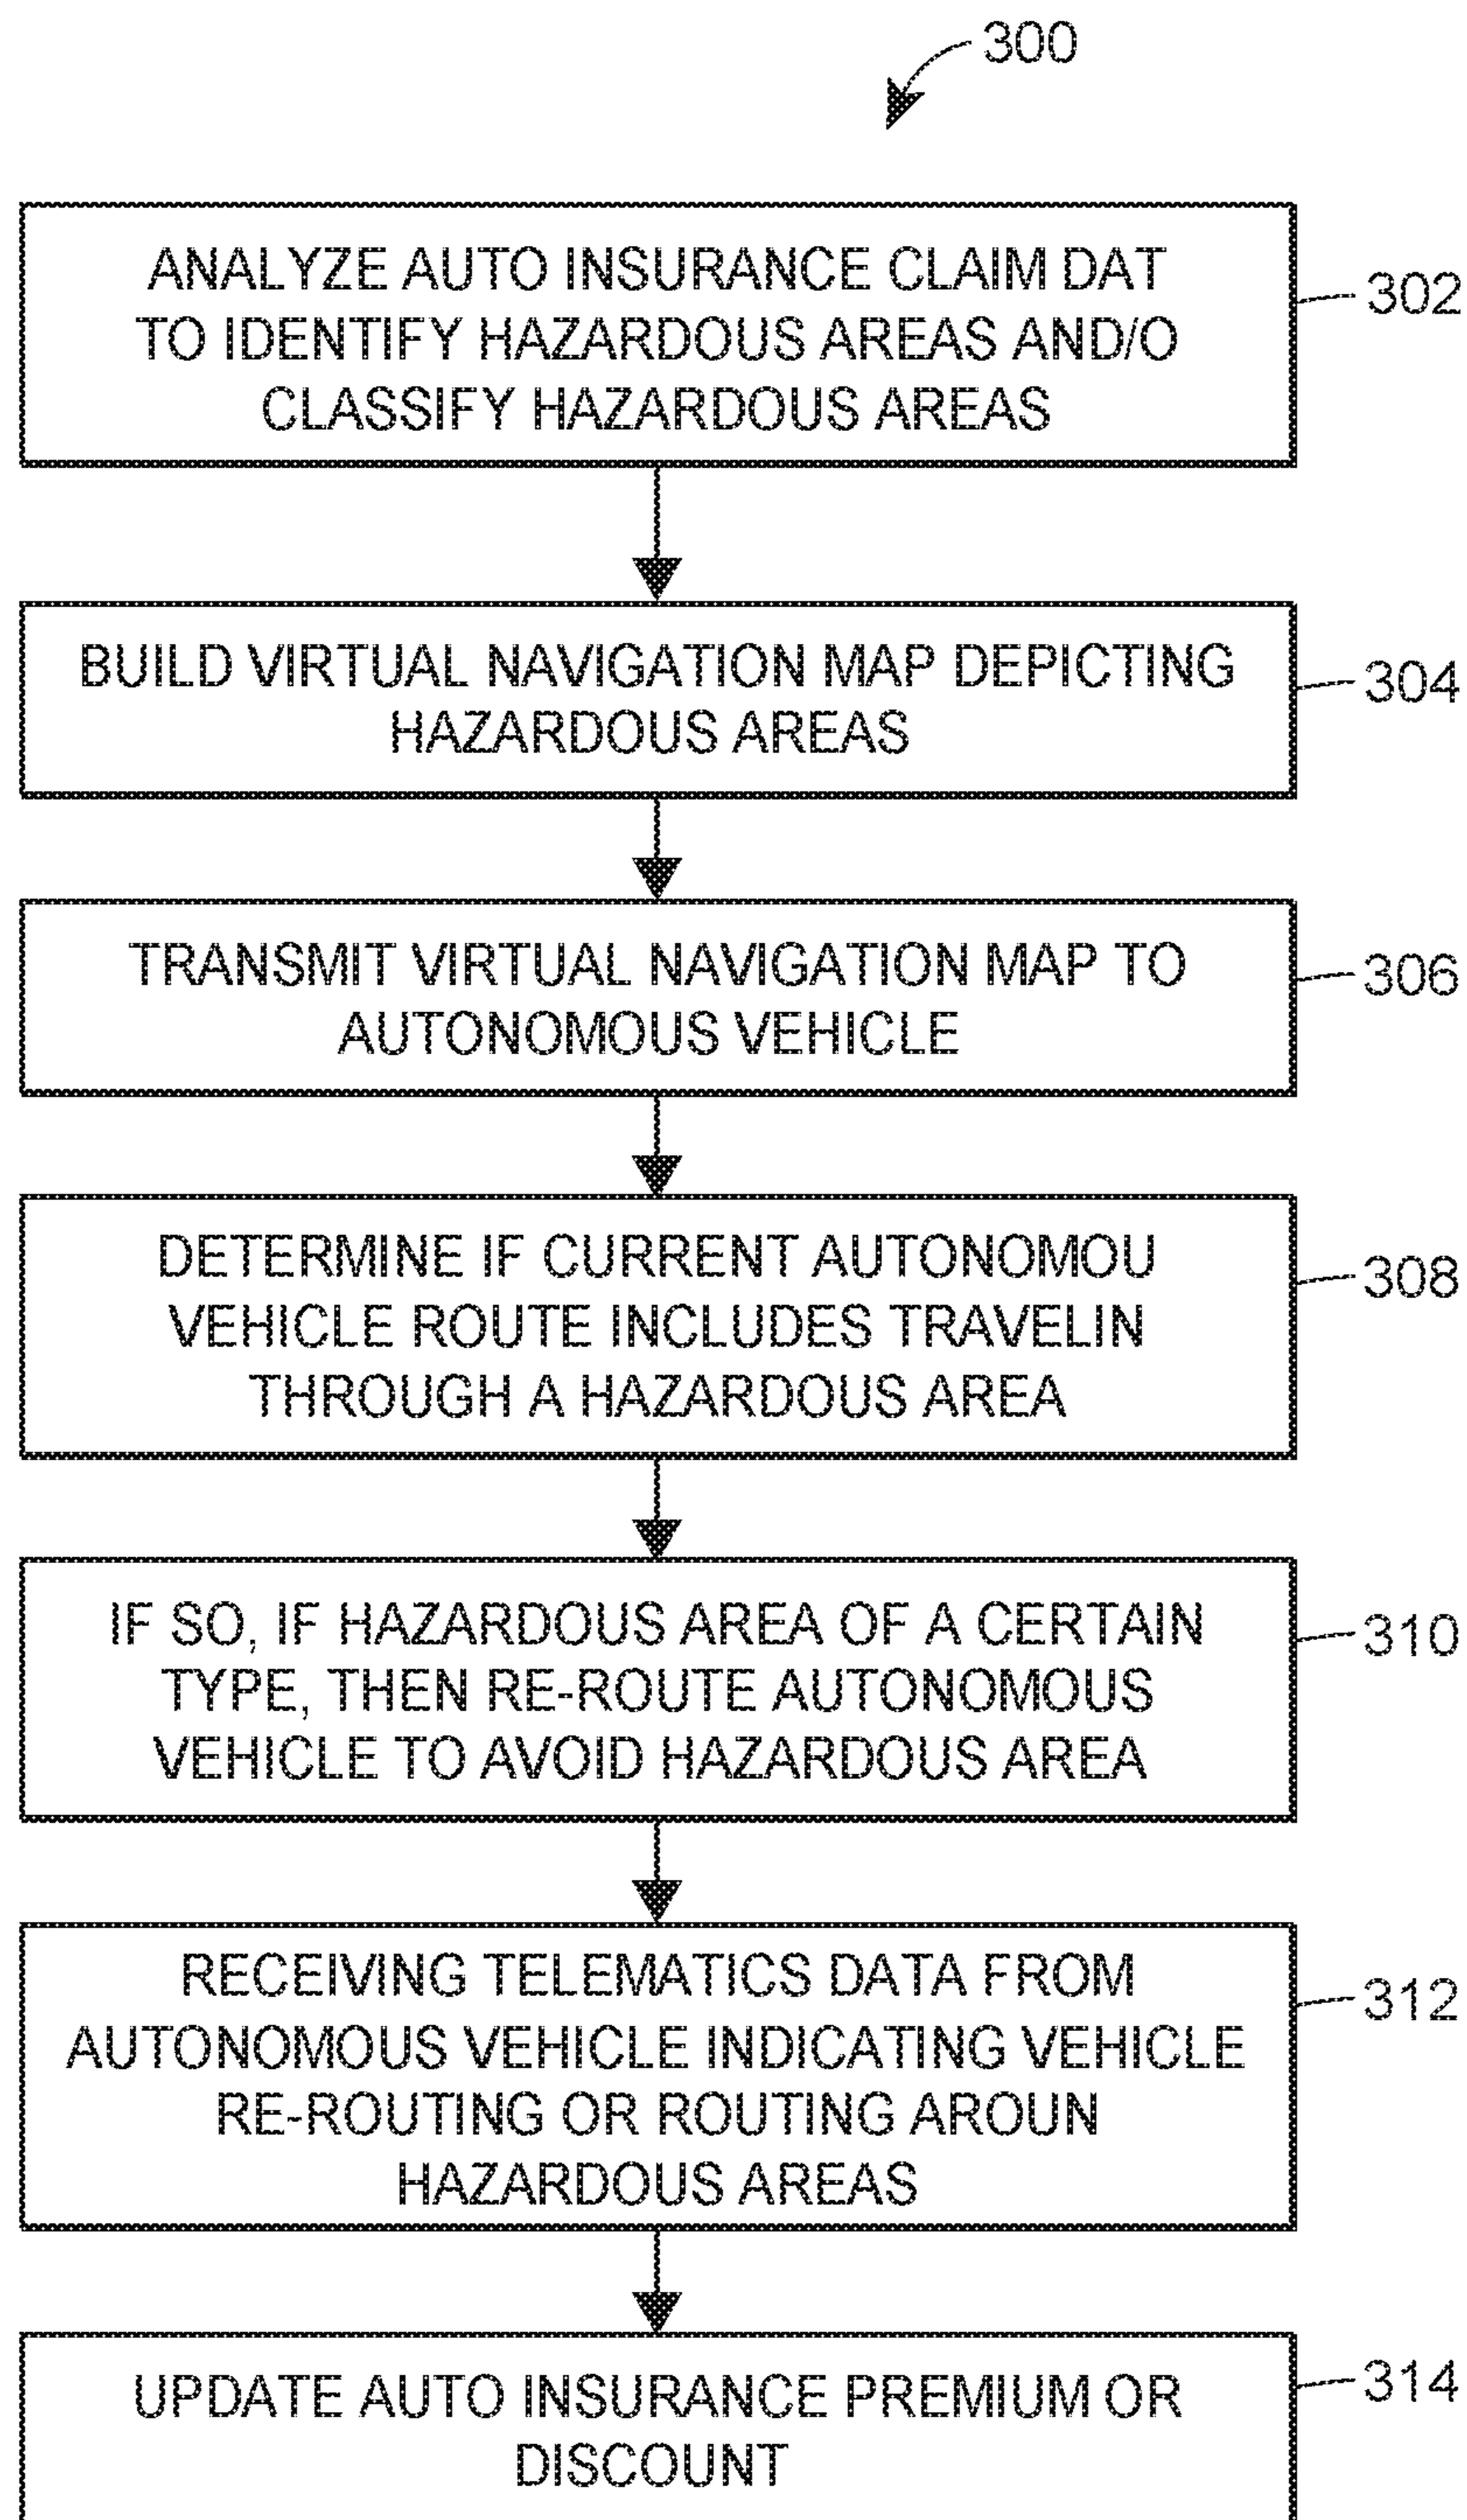 300
ANALYZE AUTO INSURANCE CLAIM DAT
TO IDENTIFY HAZARDOUS AREAS AND/O
CLASSIFY HAZARDOUS AREAS
302
BUILD VIRTUAL NAVIGATION MAP DEPICTING
HAZARDOUS AREAS
304
TRANSMIT VIRTUAL NAVIGATION MAP TO
AUTONOMOUS VEHICLE
306
DETERMINE IF CURRENT AUTONOMOU
VEHICLE ROUTE INCLUDES TRAVELIN
THROUGH A HAZARDOUS AREA
308
IF SO, IF HAZARDOUS AREA OF A CERTAIN
TYPE, THEN RE-ROUTE AUTONOMOUS
VEHICLE TO AVOID HAZARDOUS AREA
310
RECEIVING TELEMATICS DATA FROM
AUTONOMOUS VEHICLE INDICATING VEHICLE
RE-ROUTING OR ROUTING AROUN
HAZARDOUS AREAS
312
UPDATE AUTO INSURANCE PREMIUM OR
DISCOUNT
314